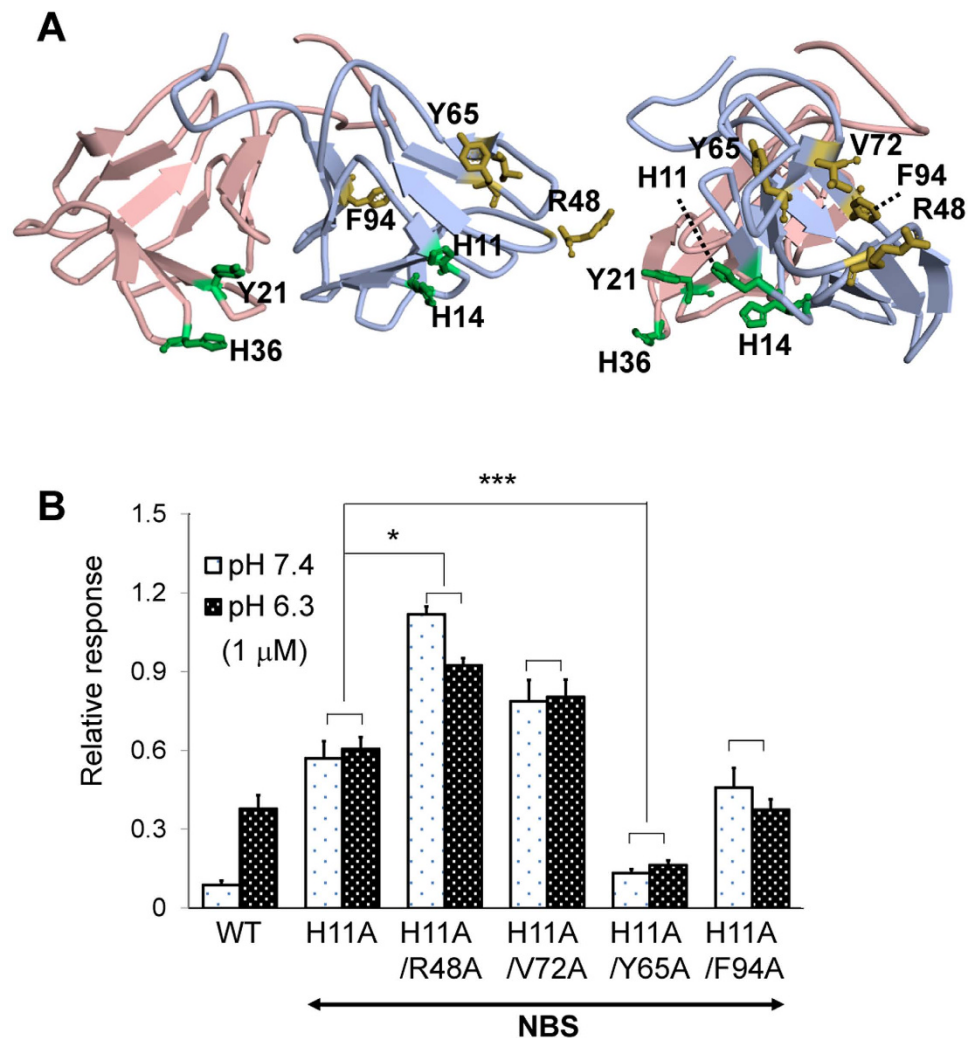 A
Y65
F94
R48
H11
Y21
H14
H36
Y65
V72
H11
F94
R48
Y21
H36
H14
B
***
*
1.5
1.2
0.9
0.6
0.3
0
Relative response
pH 7.4
pH 6.3
(1 μM)
WT
H11A
H11A
/R48A
H11A
/V72A
H11A
/Y65A
H11A
/F94A
NBS